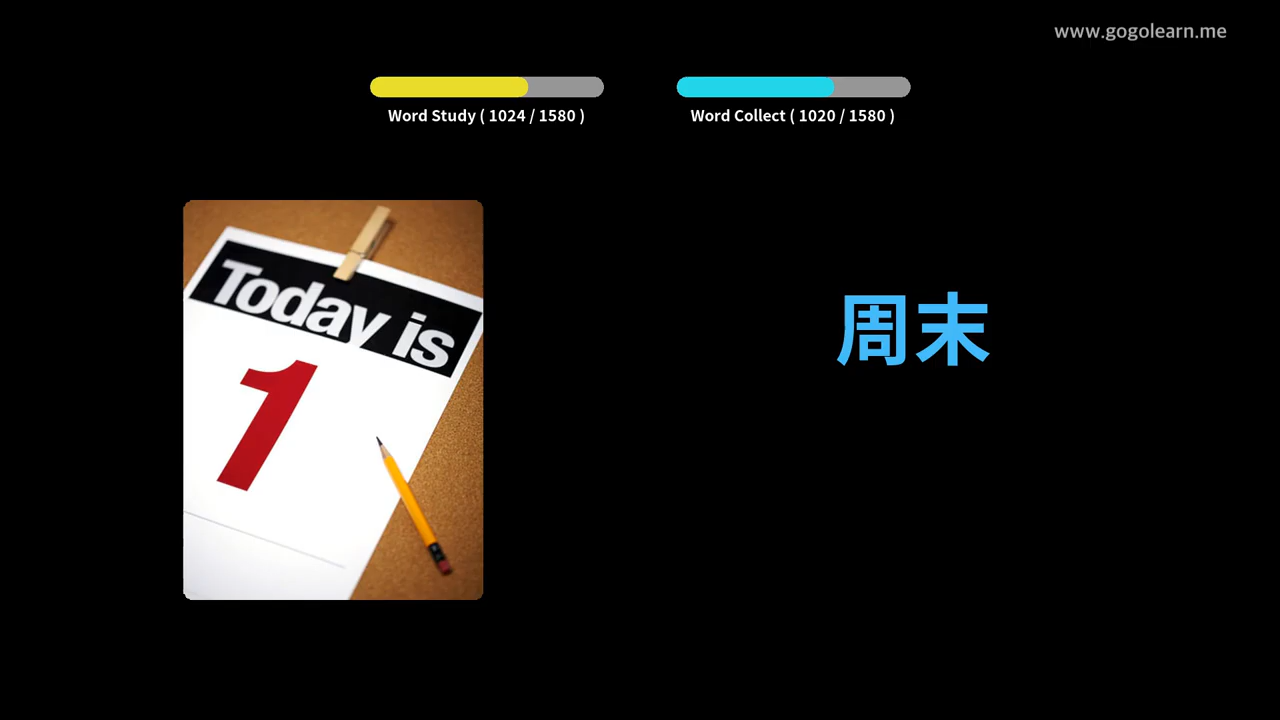 www.gogolearn.me
Word Study ( 1024 / 1580 )
Word Collect ( 1020 / 1580 )
Today is
1
周末